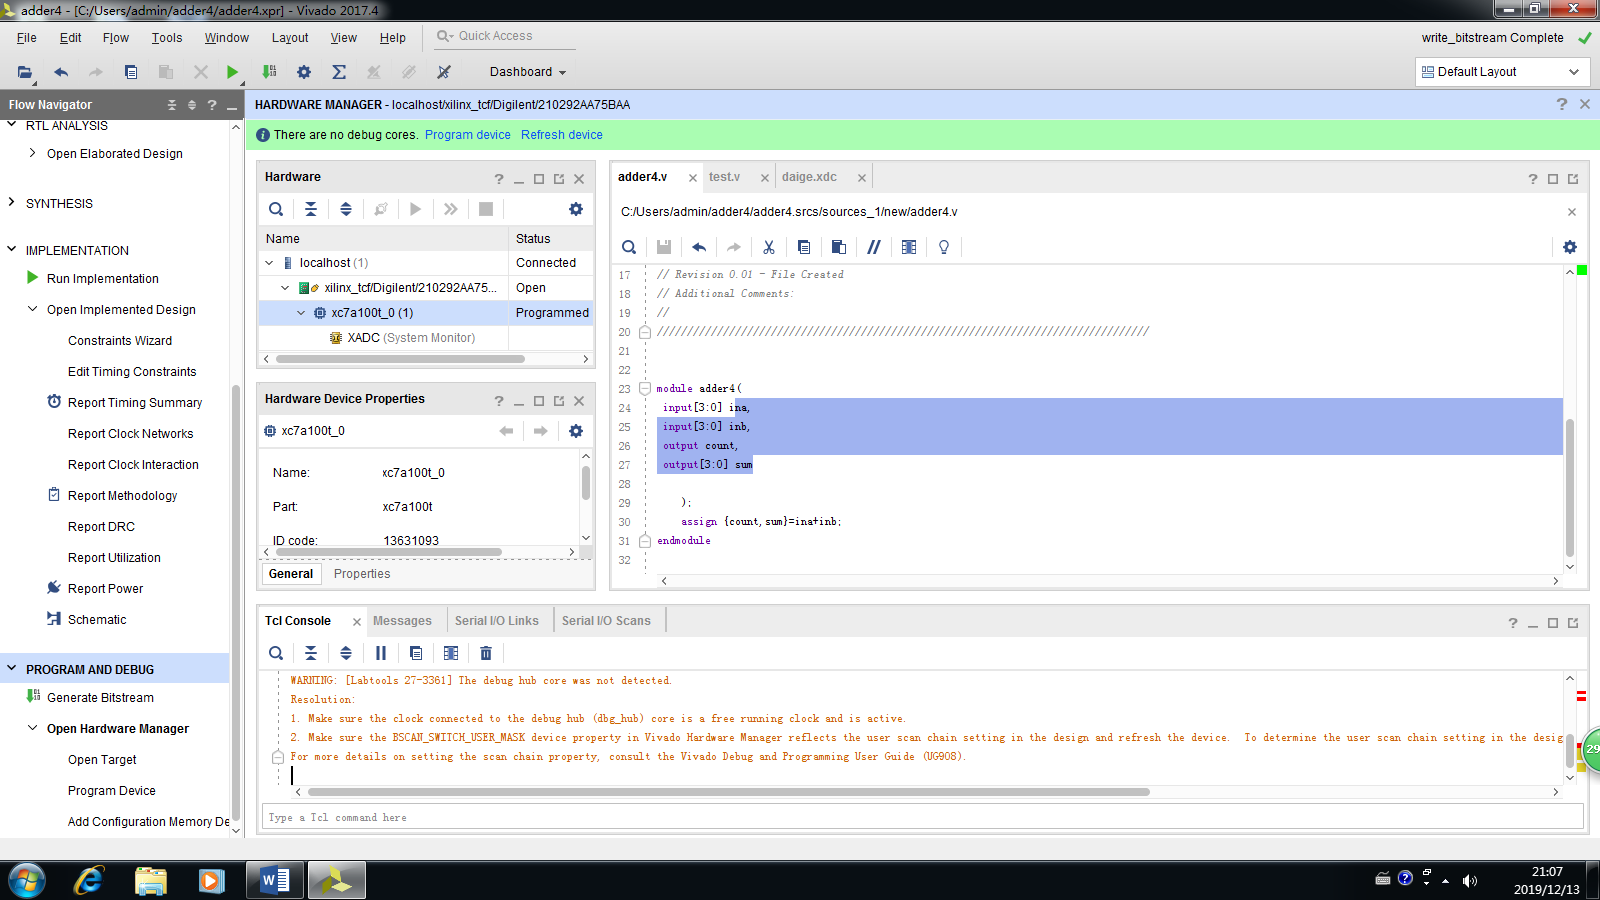 adder4 - [C:/Users/admin/adder4/adder4.xpr] - Vivado 2017.4
File Edit Flow Tools Window Layout View Help Quick Access
write_bitstream Complete
Dashboard
Default Layout
Flow Navigator
HARDWARE MANAGER - localhost/xilinx_tcf/Digilent/210292AA75BAA
There are no debug cores. Program device Refresh device
RTL ANALYSIS
Open Elaborated Design
SYNTHESIS
IMPLEMENTATION
Run Implementation
Open Implemented Design
Constraints Wizard
Edit Timing Constraints
Report Timing Summary
Report Clock Networks
Report Clock Interaction
Report Methodology
Report DRC
Report Utilization
Report Power
Schematic
PROGRAM AND DEBUG
Generate Bitstream
Open Hardware Manager
Open Target
Program Device
Add Configuration Memory De
Hardware
Name Status
localhost (1) Connected
xilinx_tcf/Digilent/210292AA75... Open
xc7a100t_0 (1) Programmed
XADC (System Monitor)
Hardware Device Properties
xc7a100t_0
Name: xc7a100t_0
Part: xc7a100t
ID code: 13631093
General Properties
adder4.v test.v daige.xdc
C:/Users/admin/adder4/adder4.srcs/sources_1/new/adder4.v
17 // Revision 0.01 - File Created
18 // Additional Comments:
19 //
20 //////////////////////////////////////////////////////////////////////////////////
21
22
23 module adder4(
24 input[3:0] ina,
25 input[3:0] inb,
26 output count,
27 output[3:0] sum
28
29 );
30 assign {count,sum}=ina+inb;
31 endmodule
32
Tcl Console Messages Serial I/O Links Serial I/O Scans
WARNING: [Labtools 27-3361] The debug hub core was not detected.
Resolution:
1. Make sure the clock connected to the debug hub (dbg_hub) core is a free running clock and is active.
2. Make sure the BSCAN_SWITCH_USER_MASK device property in Vivado Hardware Manager reflects the user scan chain setting in the design and refresh the device. To determine the user scan chain setting in the desig
For more details on setting the scan chain property, consult the Vivado Debug and Programming User Guide (UG908).
Type a Tcl command here
29
21:07
2019/12/13